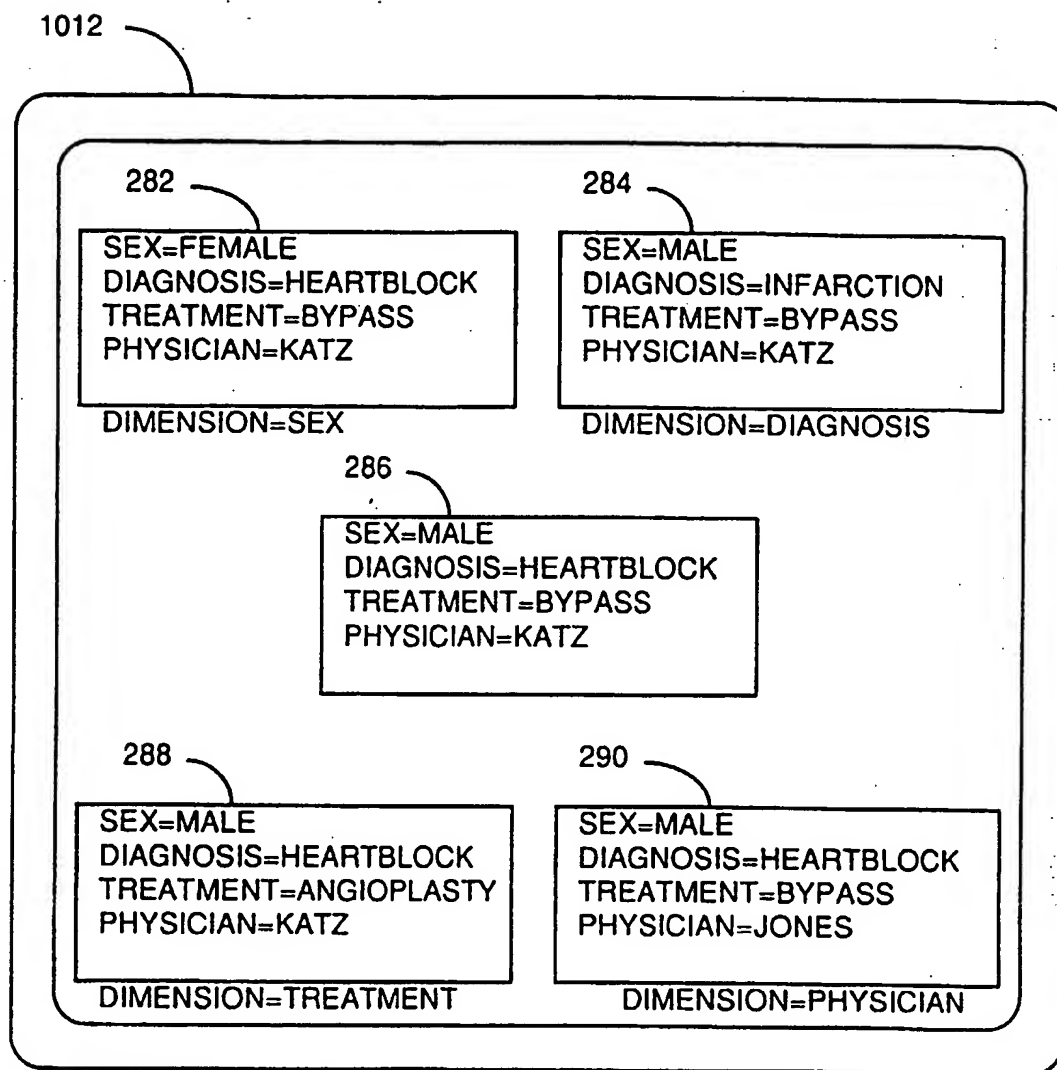 1012
282
SEX=FEMALE
DIAGNOSIS=HEARTBLOCK
TREATMENT=BYPASS
PHYSICIAN=KATZ
DIMENSION=SEX
284
SEX=MALE
DIAGNOSIS=INFARCTION
TREATMENT=BYPASS
PHYSICIAN=KATZ
DIMENSION=DIAGNOSIS
286
SEX=MALE
DIAGNOSIS=HEARTBLOCK
TREATMENT=BYPASS
PHYSICIAN=KATZ
288
SEX=MALE
DIAGNOSIS=HEARTBLOCK
TREATMENT=ANGIOPLASTY
PHYSICIAN=KATZ
DIMENSION=TREATMENT
290
SEX=MALE
DIAGNOSIS=HEARTBLOCK
TREATMENT=BYPASS
PHYSICIAN=JONES
DIMENSION=PHYSICIAN